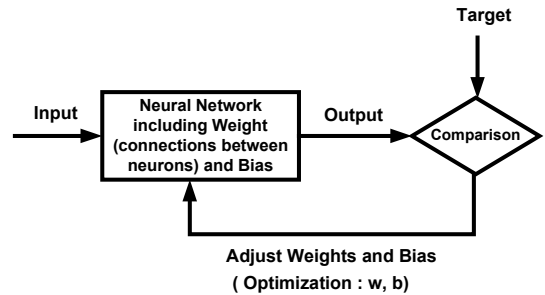 Target
Input
Neural Network
including Weight
(connections between
neurons) and Bias
Output
Comparison
Adjust Weights and Bias
( Optimization : w, b)